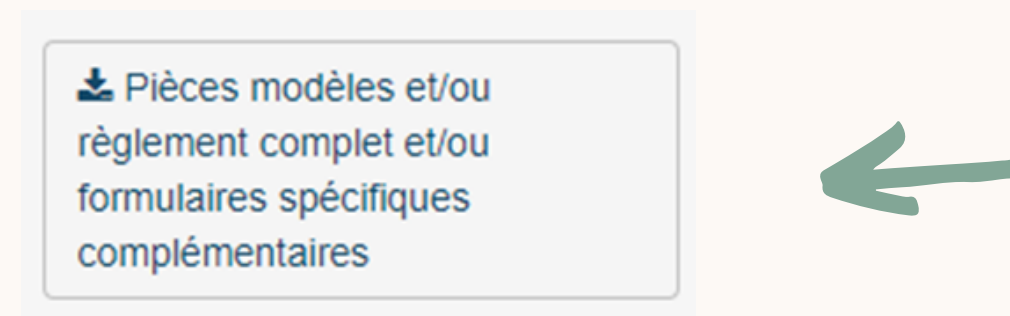 Pièces modèles et/ou
règlement complet et/ou
formulaires spécifiques
complémentaires